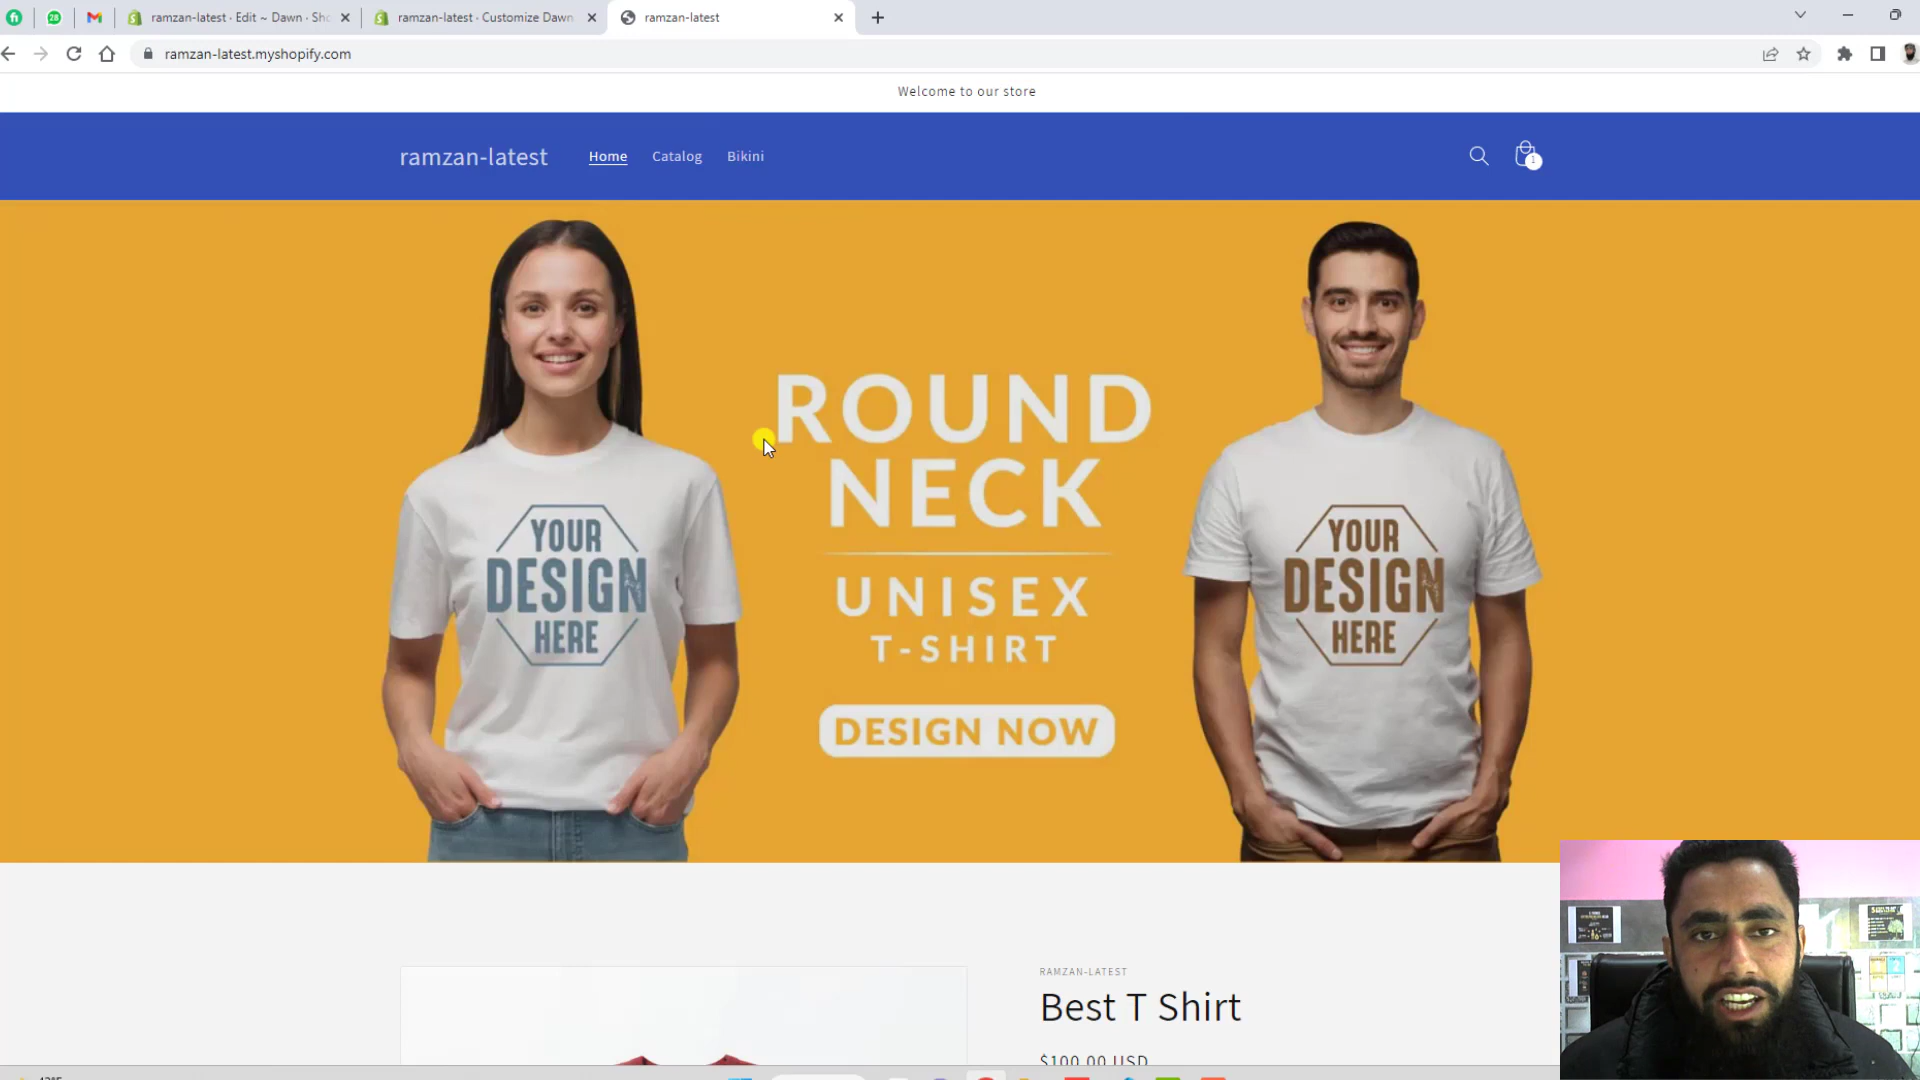 28
ramzan-latest · Edit ~ Dawn · Sho
ramzan-latest · Customize Dawn
ramzan-latest
ramzan-latest.myshopify.com
Welcome to our store
ramzan-latest
Home
Catalog
Bikini
1
ROUND
NECK
UNISEX
T-SHIRT
DESIGN NOW
YOUR
DESIGN
HERE
YOUR
DESIGN
HERE
RAMZAN-LATEST
Best T Shirt
$100.00 USD